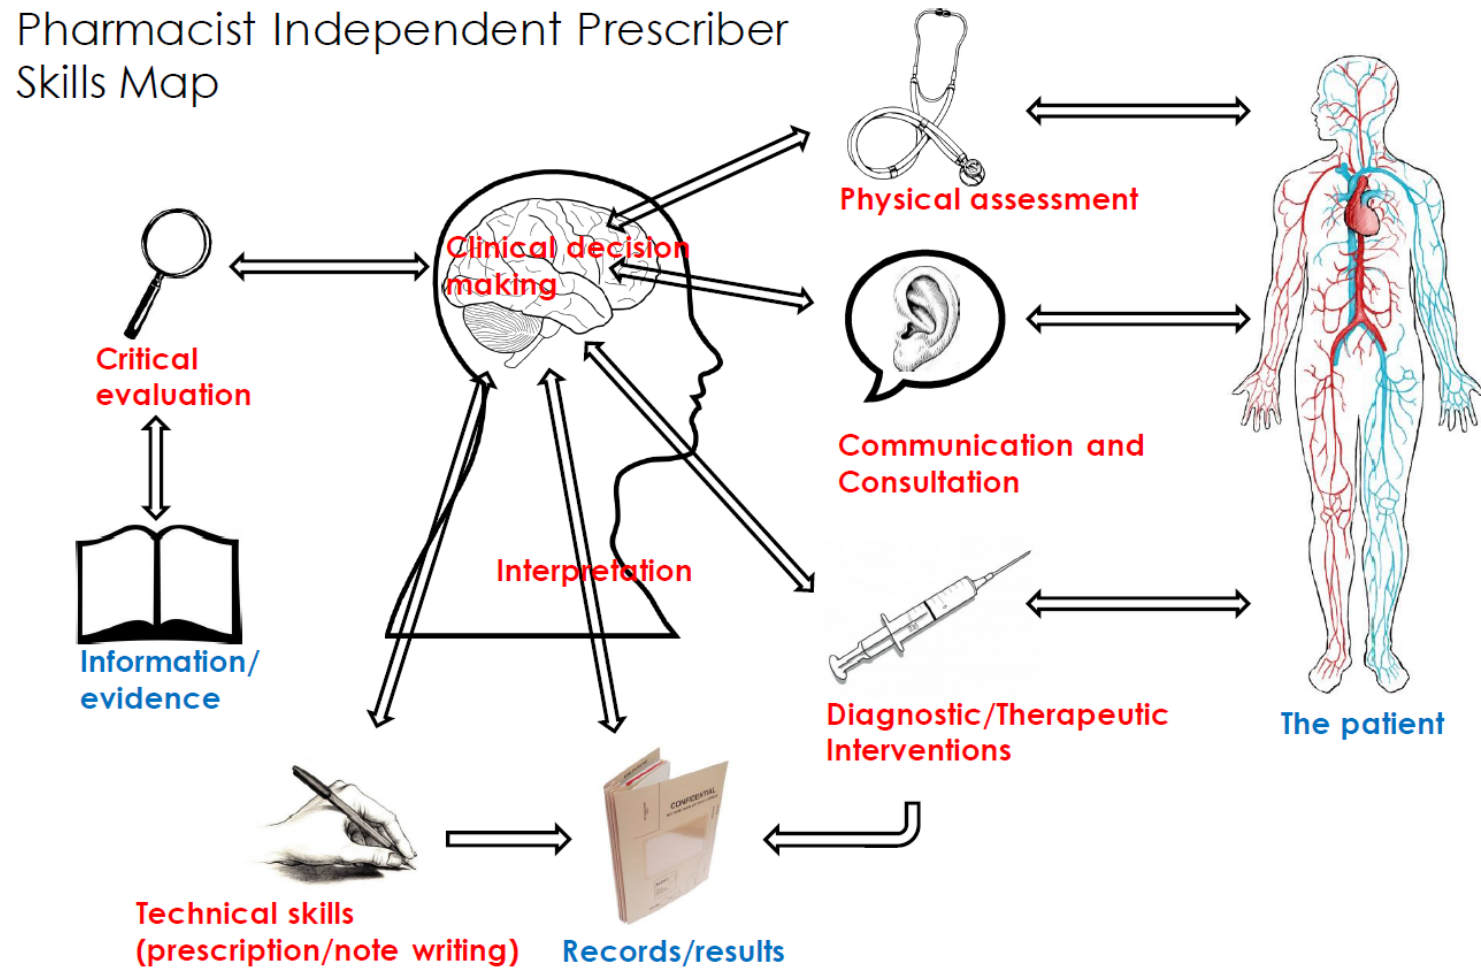 Pharmacist Independent Prescriber
Skills Map
Physical assessment
Clinical decision
making
Critical
evaluation
Communication and
Consultation
Interpretation
Information/
evidence
Diagnostic/Therapeutic
Interventions
The patient
CONFIDENTIAL
Technical skills
(prescription/note writing)
Records/results